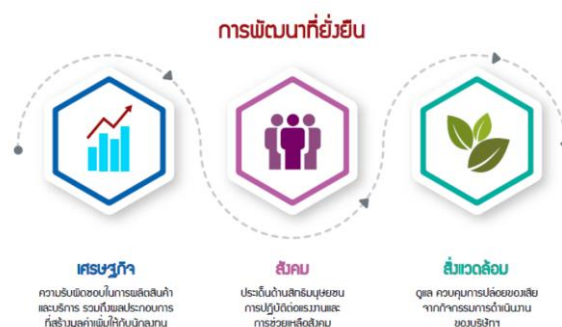 การพัฒนาที่ยั่งยืน
เศรษฐกิจ
ความรับผิดชอบในการผลิตสินค้า
และบริการ รวมถึงผลประกอบการ
ที่สร้างมูลค่าเพิ่มให้กับนักลงทุน
สังคม
ประเด็นด้านสิทธิมนุษยชน
การปฏิบัติต่อแรงงานและ
การช่วยเหลือสังคม
สิ่งแวดล้อม
ดูแล ควบคุมการปล่อยของเสีย
จากกิจกรรมการดำเนินงาน
ของบริษัทฯ